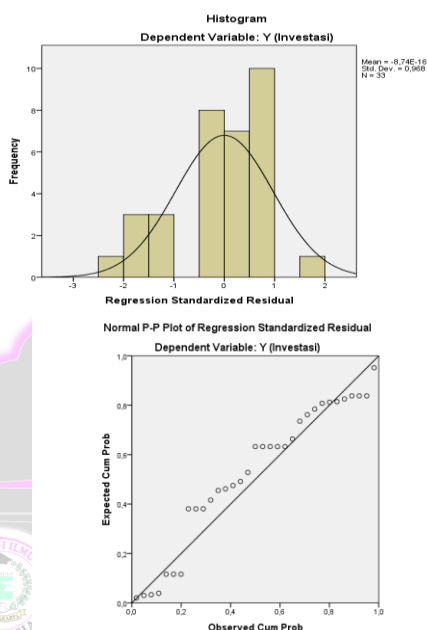 Histogram
Dependent Variable: Y (Investasi)
Mean = -8,74E-16
Std. Dev. = 0,968
N = 33
Frequency
10
8
6
4
2
0
-3 -2 -1 0 1 2
Regression Standardized Residual
Normal P-P Plot of Regression Standardized Residual
Dependent Variable: Y (Investasi)
Expected Cum Prob
1,0
0,8
0,6
0,4
0,2
0,0
0,0 0,2 0,4 0,6 0,8 1,0
Observed Cum Prob